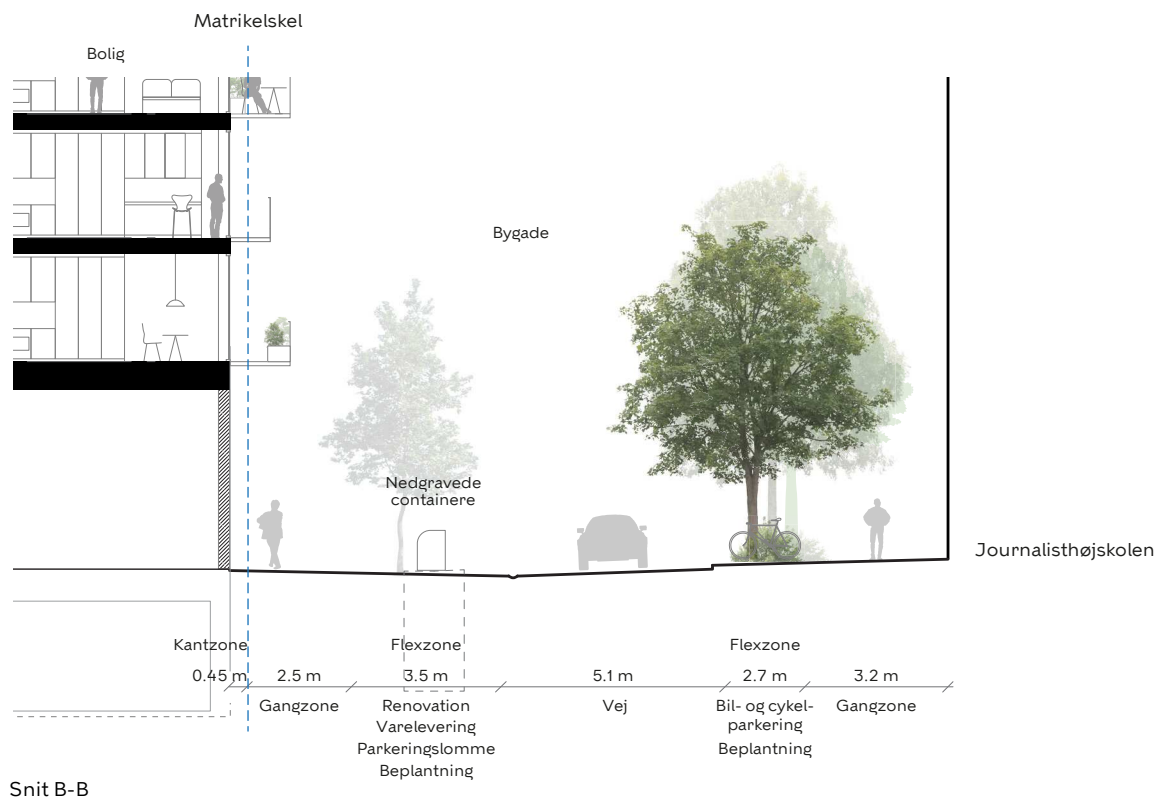 Matrikelskel
Bolig
Bygade
Nedgravede
containere
Journalisthøjskolen
Kantzone
Flexzone
Flexzone
0.45 m
2.5 m
3.5 m
5.1 m
2.7 m
3.2 m
Gangzone
Renovation
Varelevering
Parkeringslomme
Beplantning
Vej
Bil- og cykel-
parkering
Beplantning
Gangzone
Snit B-B